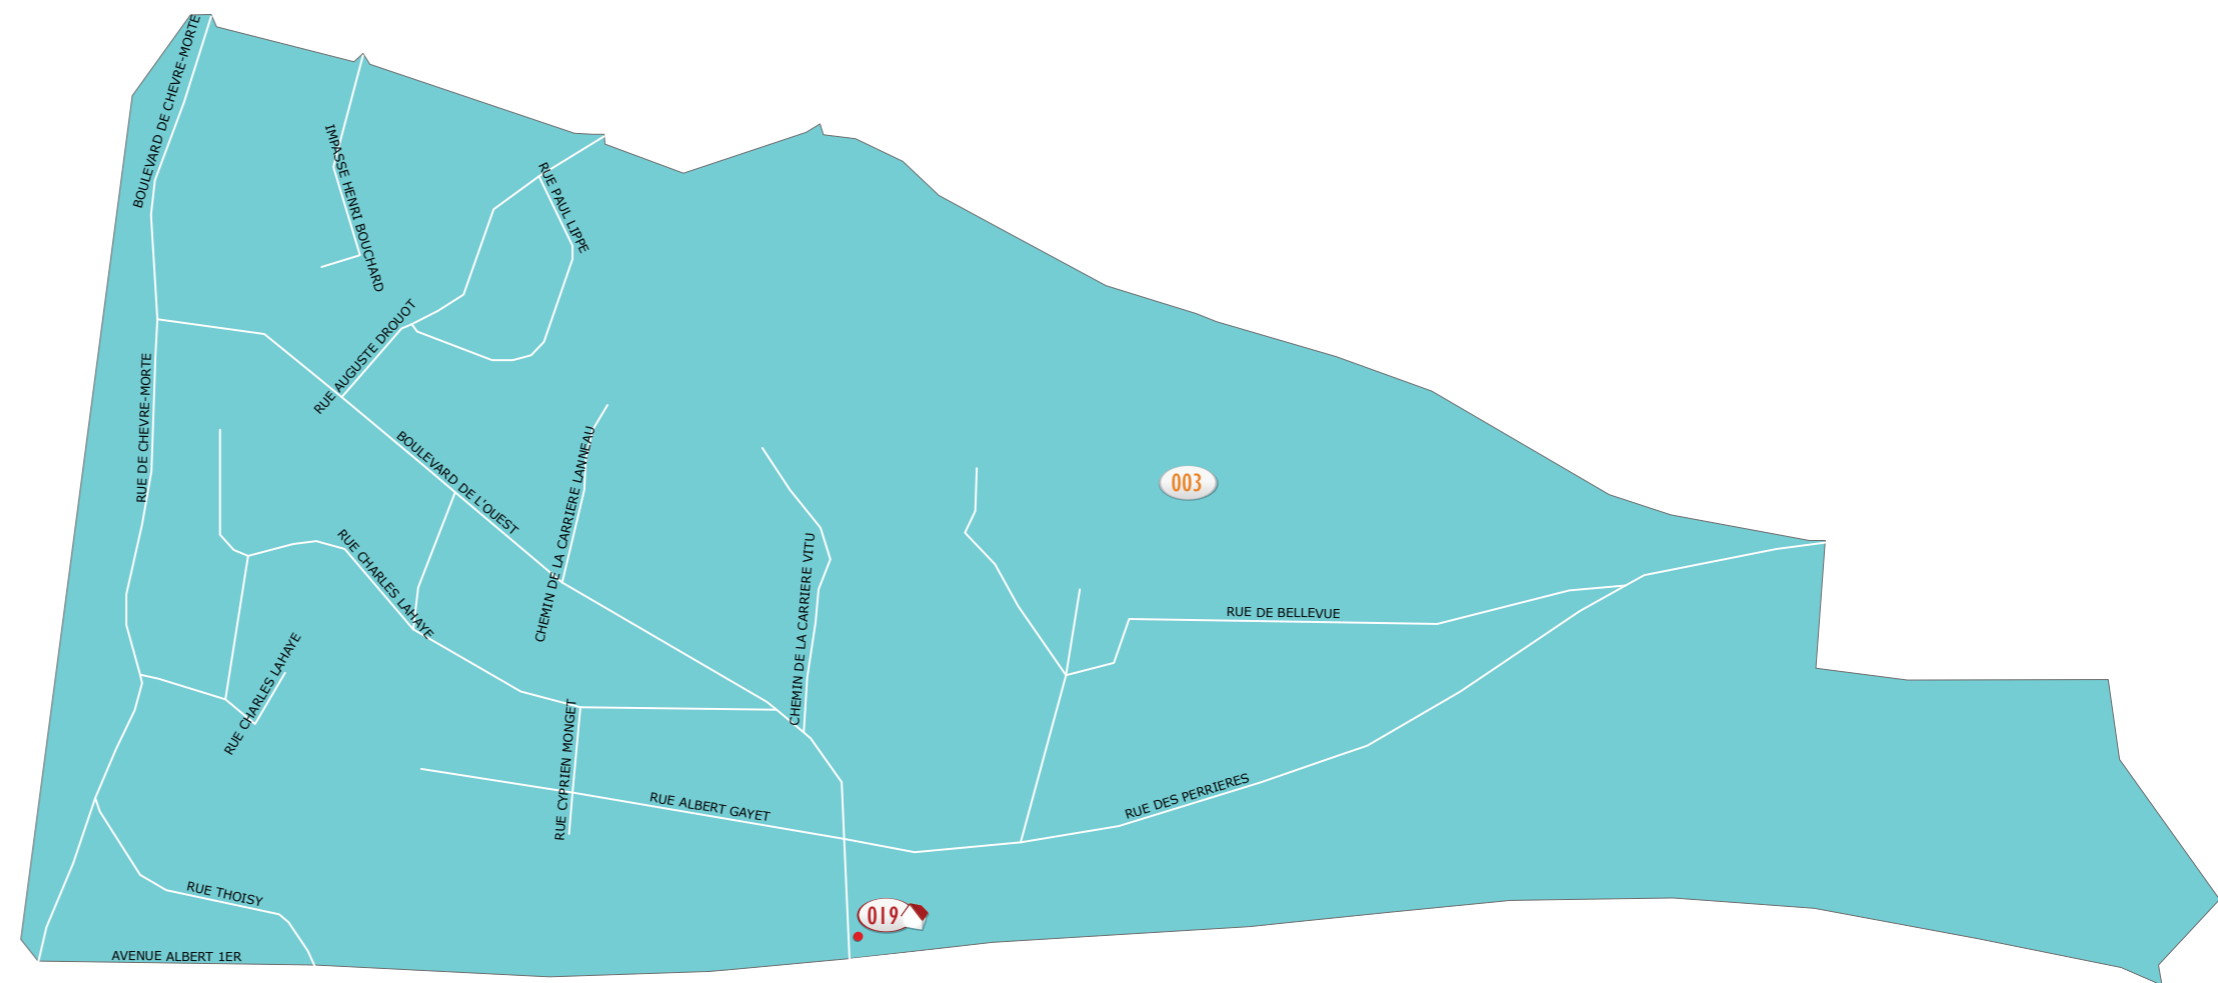 BOULEVARD DE CHEVRE-MORTE
IMPASSE HENRI BOUCHARD
RUE PAUL LIPPE
RUE AUGUSTE DROUOT
RUE DE CHEVRE-MORTE
BOULEVARD DE L'OUEST
CHEMIN DE LA CARRIERE LANNEAU
003
RUE CHARLES LAHAYE
CHEMIN DE LA CARRIERE VITU
RUE DE BELLEVUE
RUE CHARLES LAHAYE
RUE CYPRIEN MONGET
RUE ALBERT GAYET
RUE DES PERRIERES
RUE THOISY
019
AVENUE ALBERT 1ER